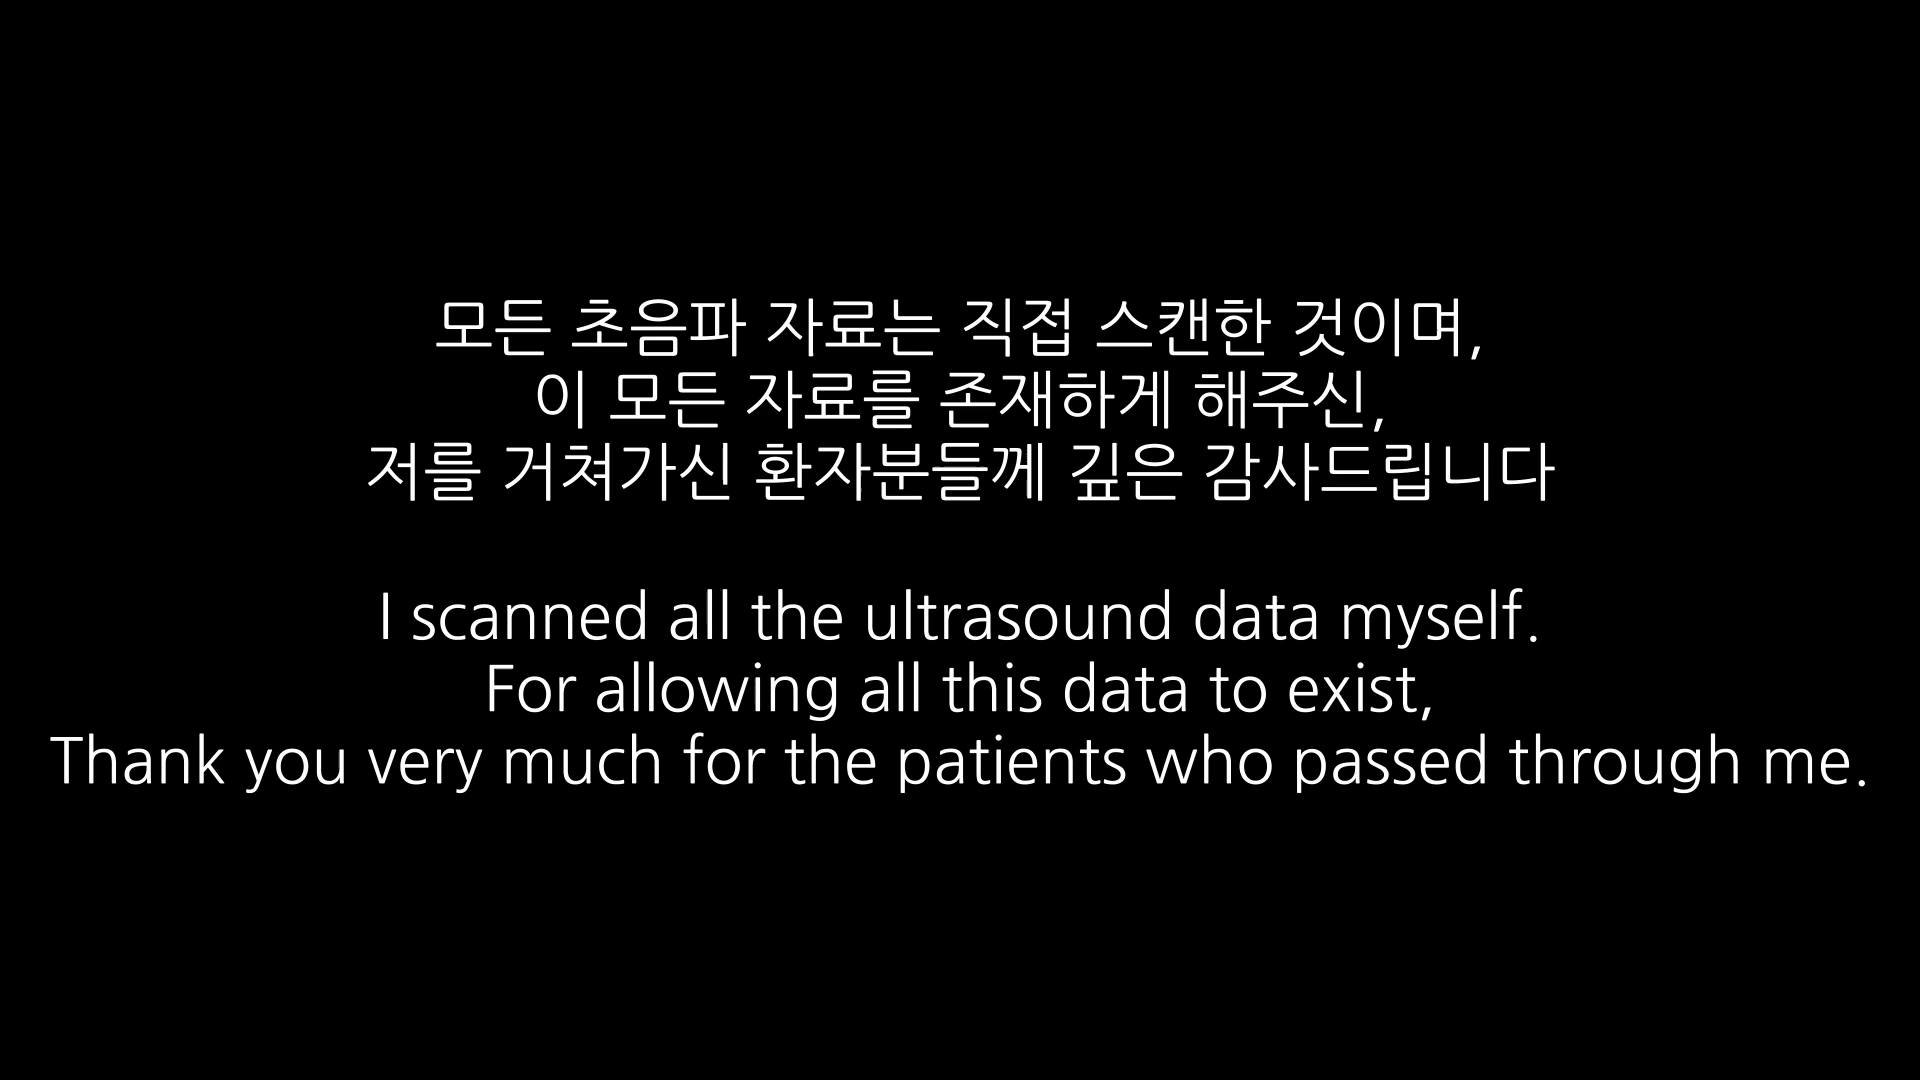 모든 초음파 자료는 직접 스캔한 것이며,
이 모든 자료를 존재하게 해주신,
저를 거쳐가신 환자분들께 깊은 감사드립니다
I scanned all the ultrasound data myself.
For allowing all this data to exist,
Thank you very much for the patients who passed through me.